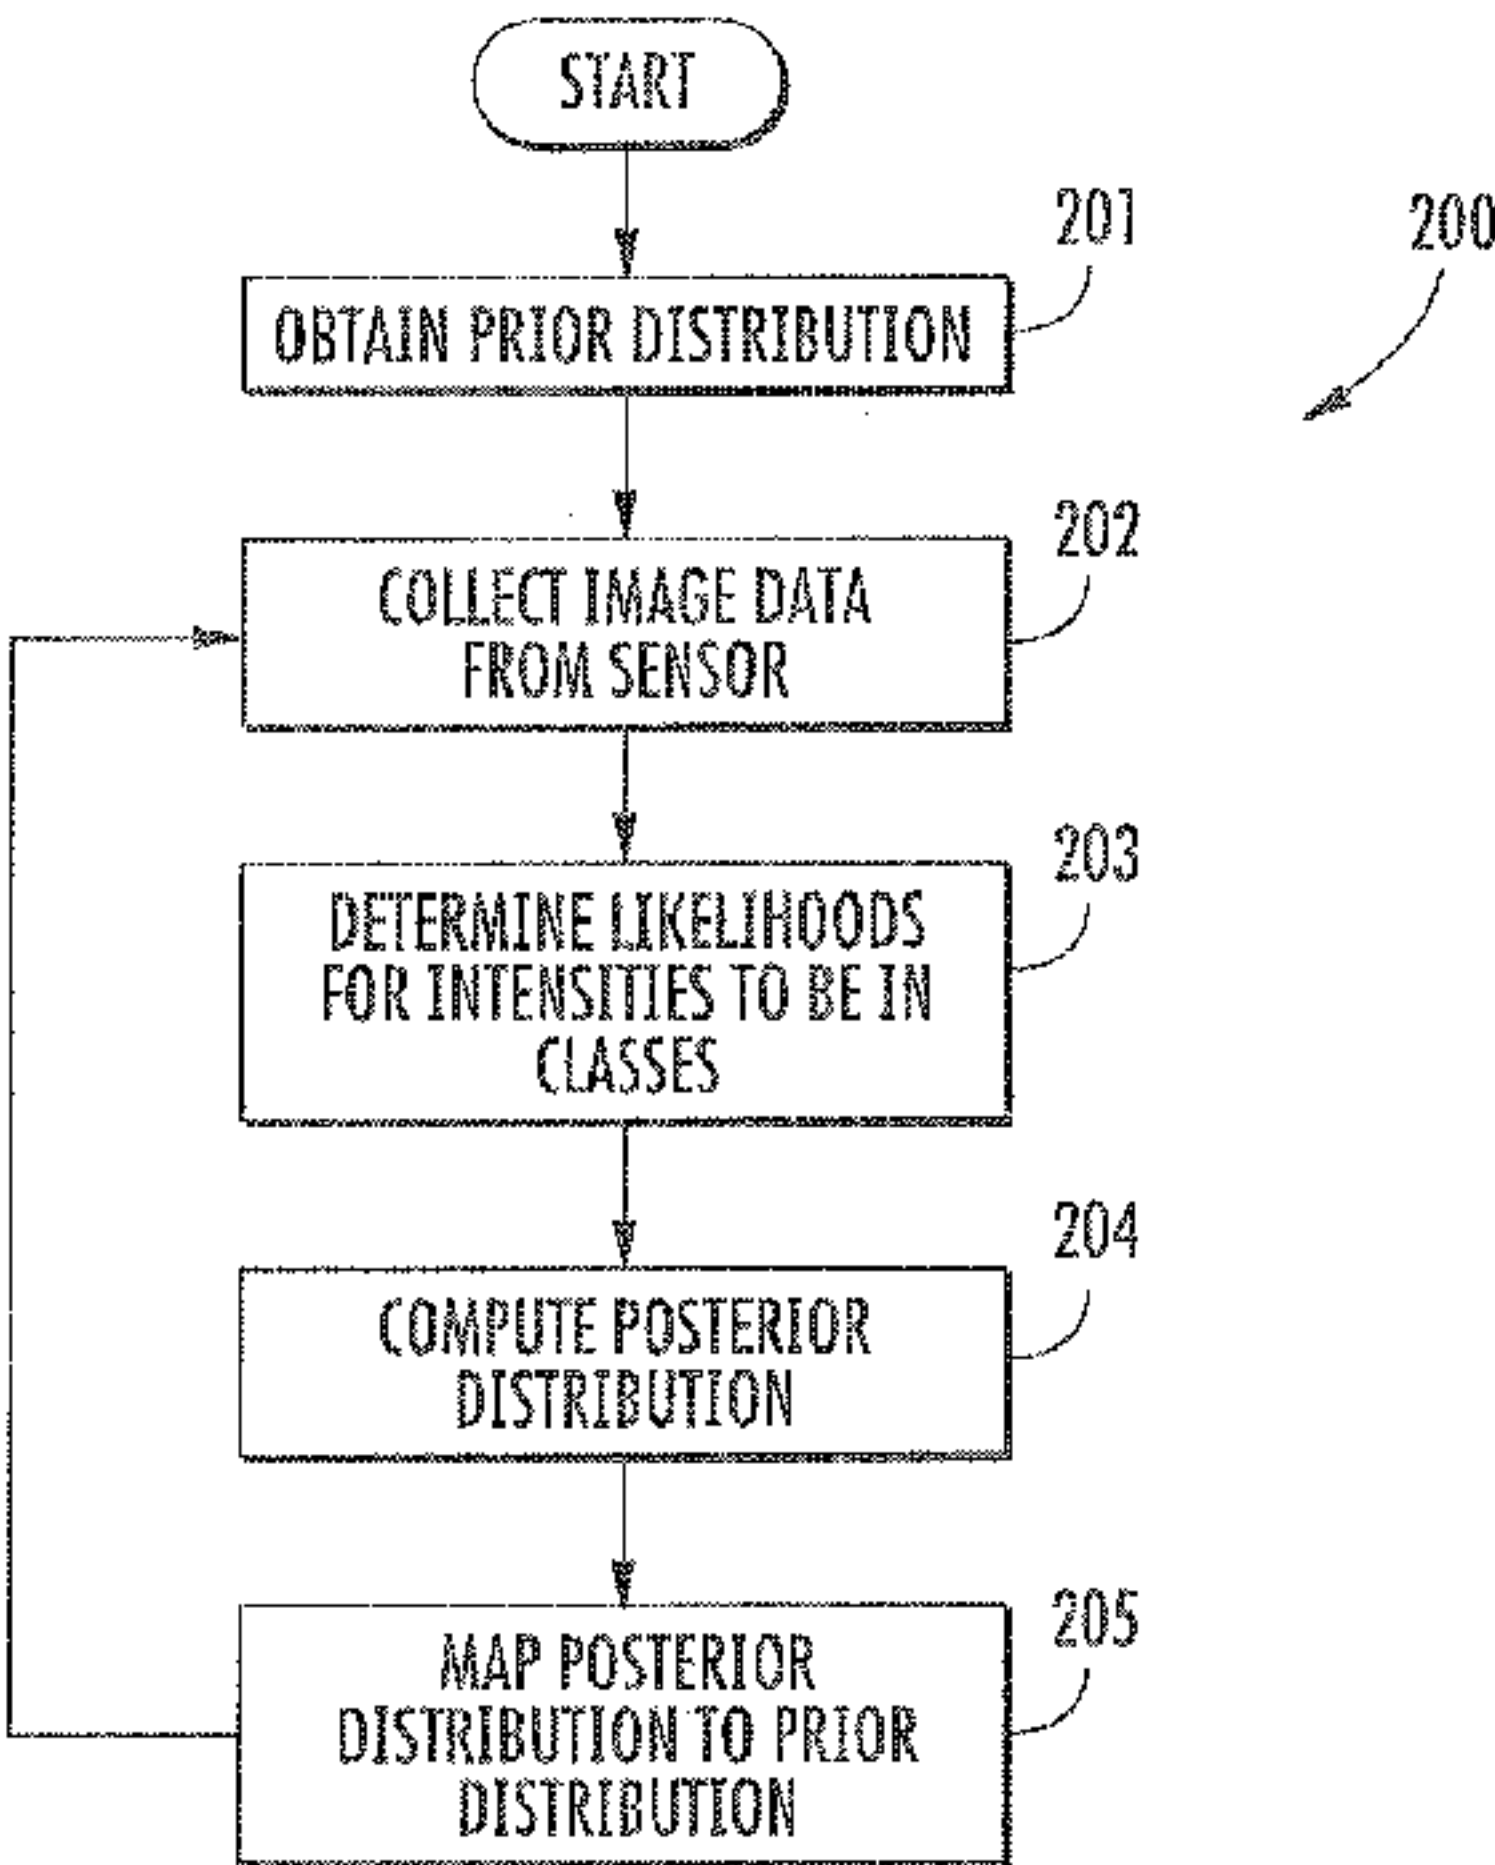 START
201
200
OBTAIN PRIOR DISTRIBUTION
202
COLLECT IMAGE DATA
FROM SENSOR
203
DETERMINE LIKELIHOODS
FOR INTENSITIES TO BE IN
CLASSES
204
COMPUTE POSTERIOR
DISTRIBUTION
205
MAP POSTERIOR
DISTRIBUTION TO PRIOR
DISTRIBUTION